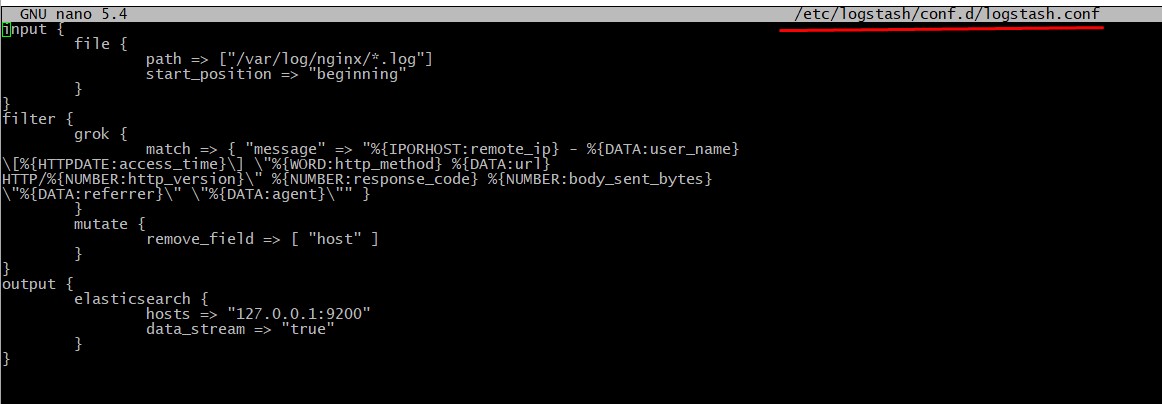 GNU nano 5.4 /etc/logstash/conf.d/logstash.conf
input {
file {
path => ["/var/log/nginx/*.log"]
start_position => "beginning"
}
}
filter {
grok {
match => { "message" => "%{IPORHOST:remote_ip} - %{DATA:user_name}
\[%{HTTPDATE:access_time}\] \"%{WORD:http_method} %{DATA:url}
HTTP/%{NUMBER:http_version}\" %{NUMBER:response_code} %{NUMBER:body_sent_bytes}
\"%{DATA:referrer}\" \"%{DATA:agent}\"" }
}
mutate {
remove_field => [ "host" ]
}
}
output {
elasticsearch {
hosts => "127.0.0.1:9200"
data_stream => "true"
}
}